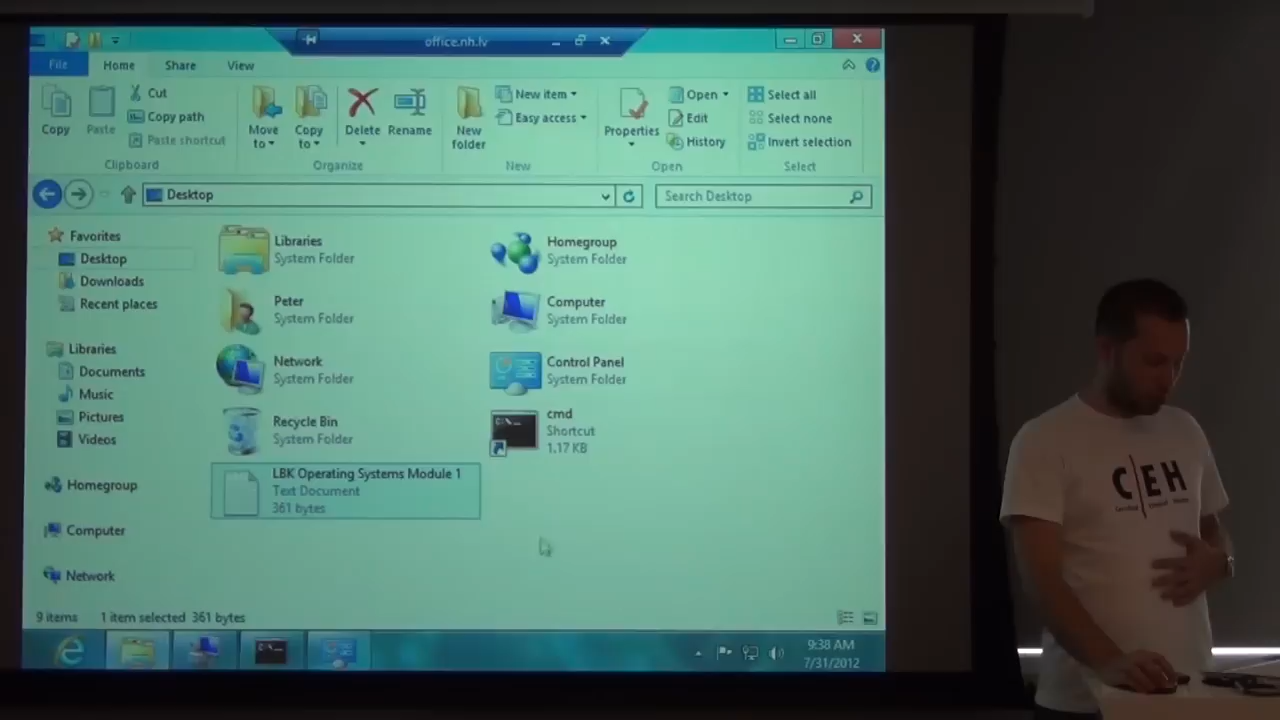 office.nh.lv
File Home Share View
Copy
Paste
Cut
Copy path
Paste shortcut
Clipboard
Move to
Copy to
Delete
Rename
Organize
New folder
New item
Easy access
New
Properties
Open
Edit
History
Open
Select all
Select none
Invert selection
Select
Desktop
Search Desktop
Favorites
Desktop
Downloads
Recent places
Libraries
Documents
Music
Pictures
Videos
Homegroup
Computer
Network
Libraries
System Folder
Homegroup
System Folder
Peter
System Folder
Computer
System Folder
Network
System Folder
Control Panel
System Folder
Recycle Bin
System Folder
cmd
Shortcut
1.17 KB
LBK Operating Systems Module 1
Text Document
361 bytes
9 items 1 item selected 361 bytes
9:38 AM
7/31/2012
C|EH